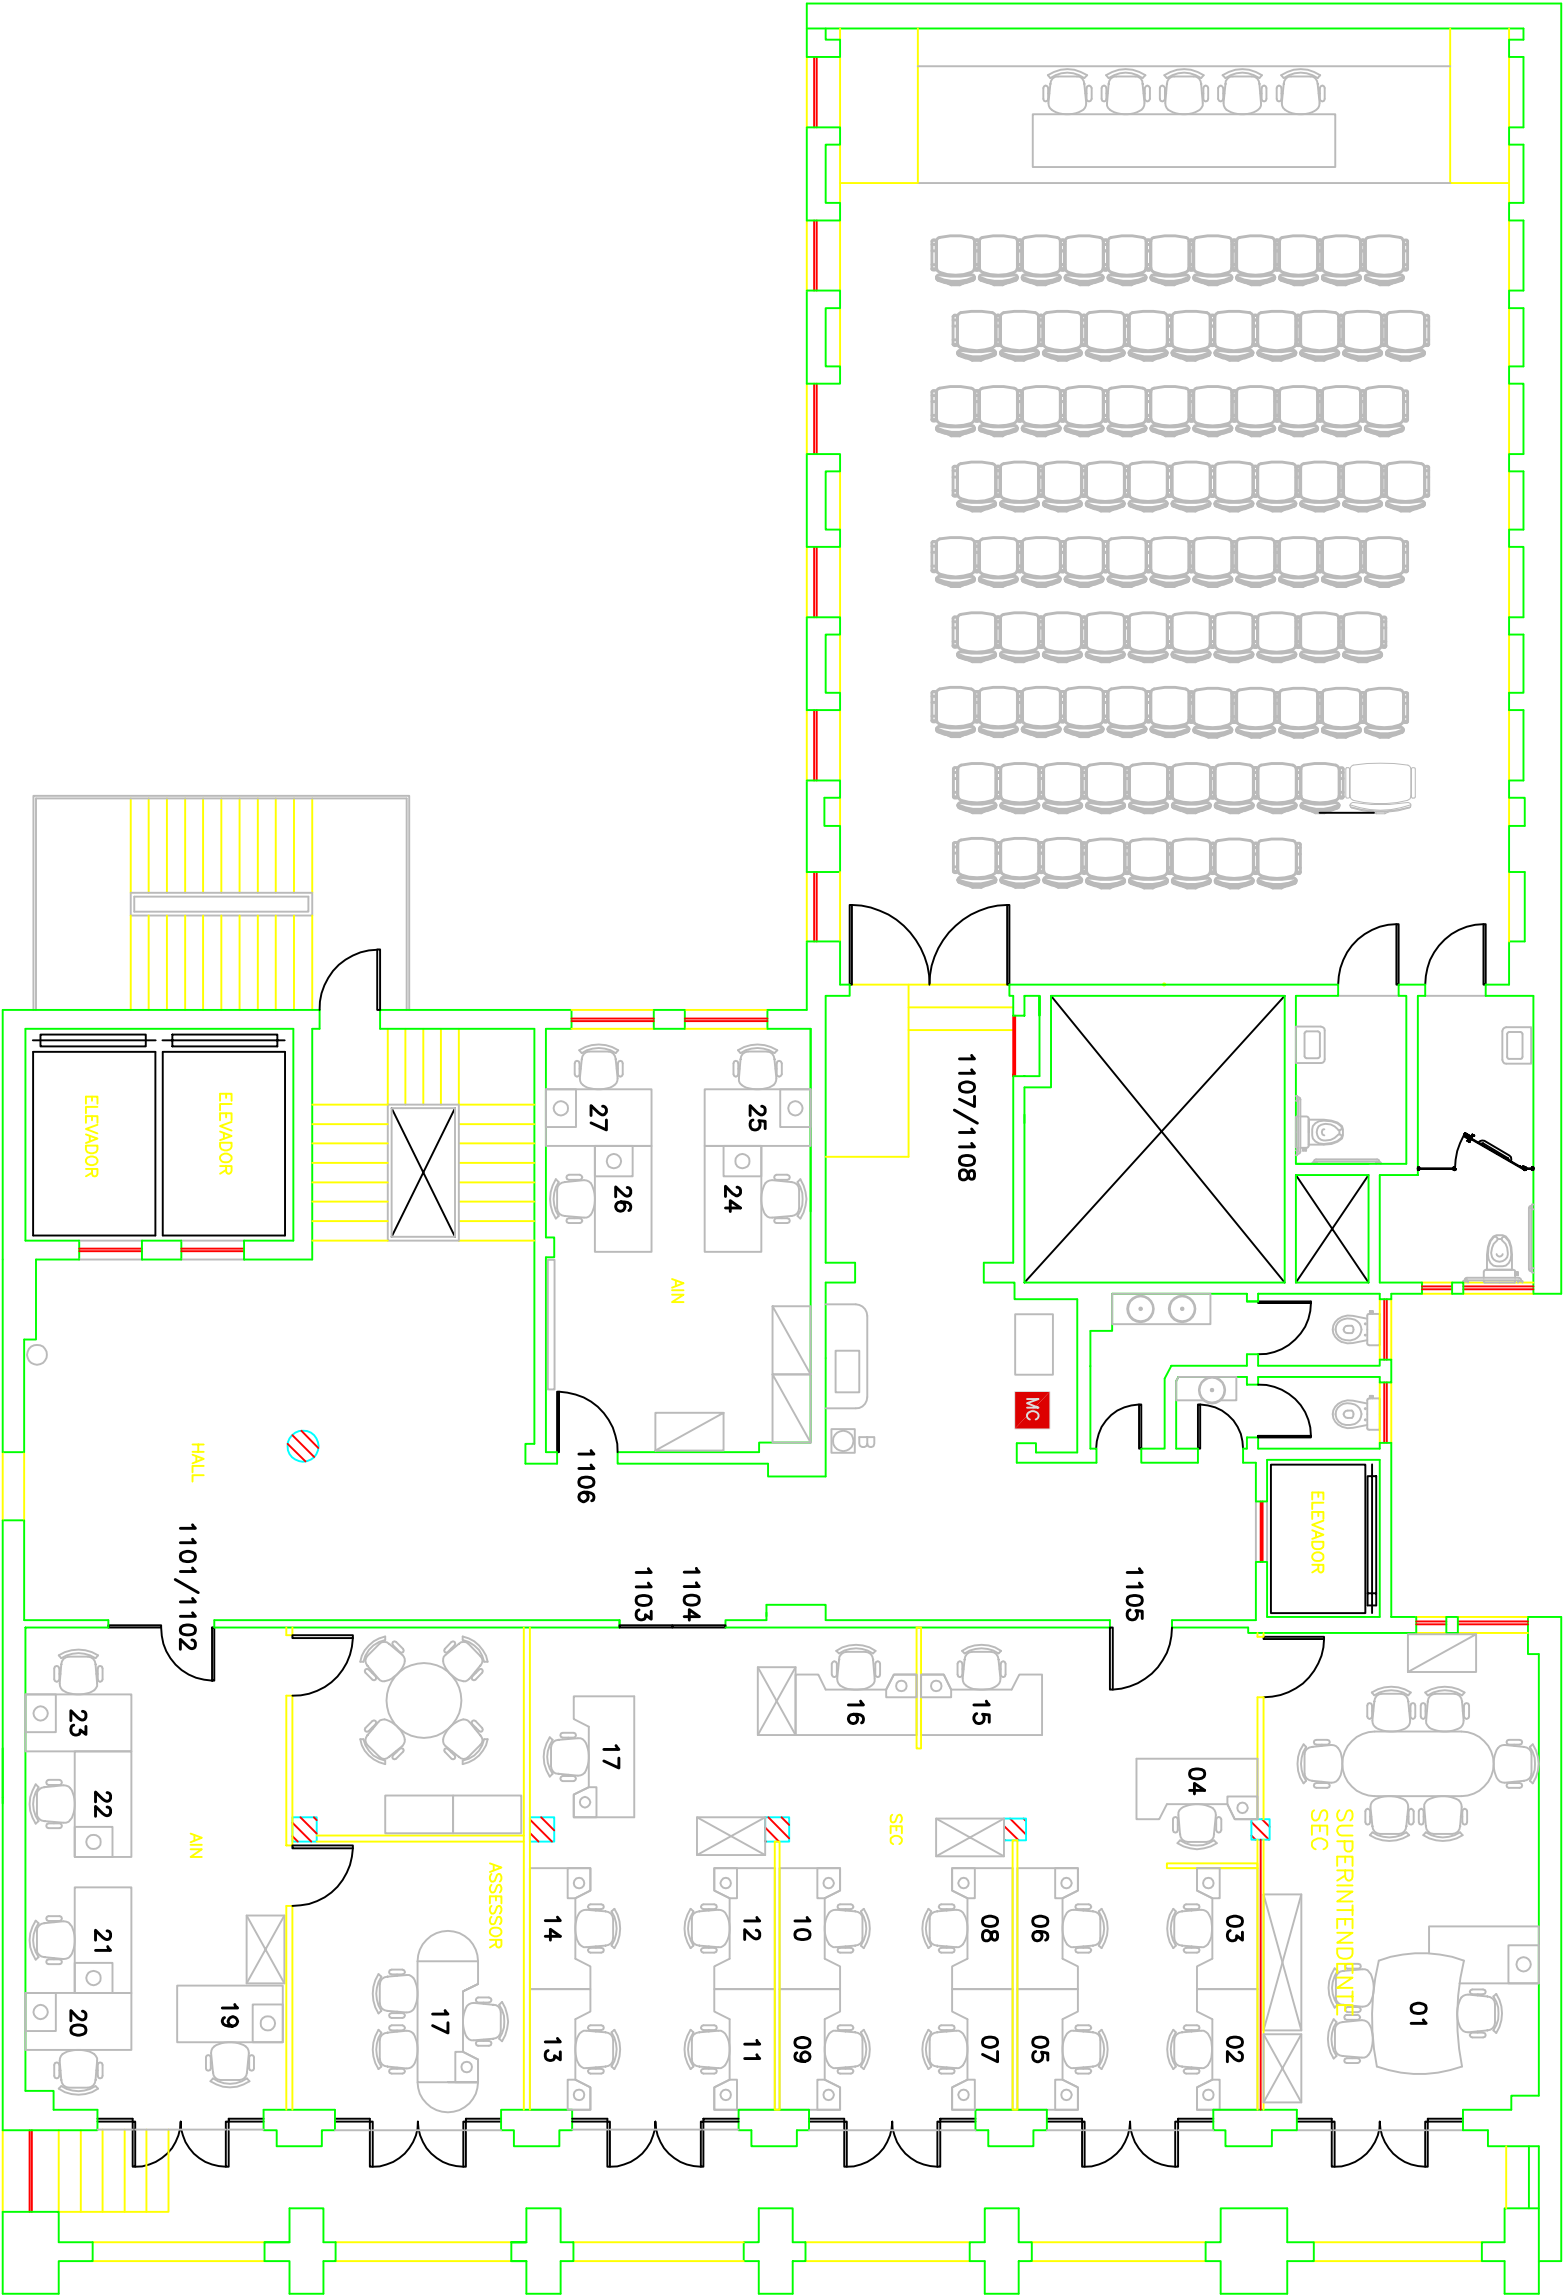 ELEVADOR
ELEVADOR
27
25
26
24
AIN
1107/1108
MC
B
ELEVADOR
HALL
1106
1101/1102
1103
1104
1105
23
22
AIN
21
20
19
ASSESSOR
17
17
16
15
SEC
04
SUPERINTENDENTE
SEC
14
12
10
08
06
03
13
11
09
07
05
02
01